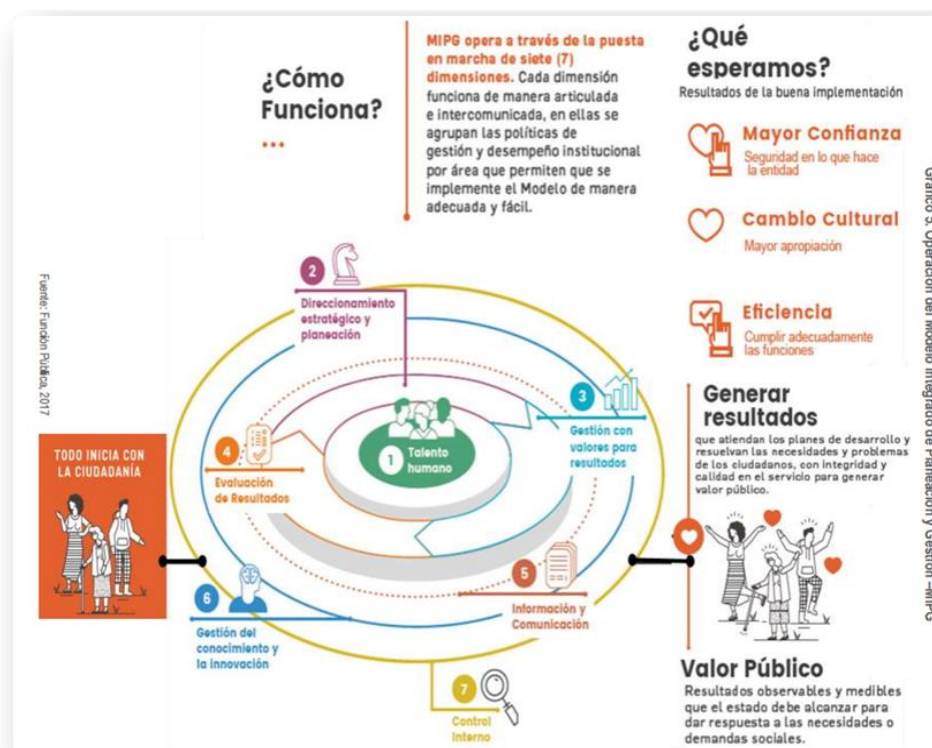 ¿Cómo
Funciona?
MIPG opera a través de la puesta
en marcha de siete (7)
dimensiones. Cada dimensión
funciona de manera articulada
e intercomunicada, en ellas se
agrupan las políticas de
gestión y desempeño institucional
por área que permiten que se
implemente el Modelo de manera
adecuada y fácil.
¿Qué
esperamos?
Resultados de la buena implementación
Mayor Confianza
Seguridad en lo que hace
la entidad
Cambio Cultural
Mayor apropiación
Eficiencia
Cumplir adecuadamente
las funciones
Generar
resultados
que atiendan los planes de desarrollo y
resuelvan las necesidades y problemas
de los ciudadanos, con integridad y
calidad en el servicio para generar
valor público.
Valor Público
Resultados observables y medibles
que el estado debe alcanzar para
dar respuesta a las necesidades o
demandas sociales.
Fuente: Función Pública, 2017
TODO INICIA CON
LA CIUDADANÍA
1
Talento
humano
2
Direccionamiento
estratégico y
planeación
3
Gestión con
valores para
resultados
4
Evaluación
de Resultados
5
Información y
Comunicación
6
Gestión del
conocimiento y
la innovación
7
Control
Interno
Operación del Modelo Integrado de Planeación y Gestión -MIPG